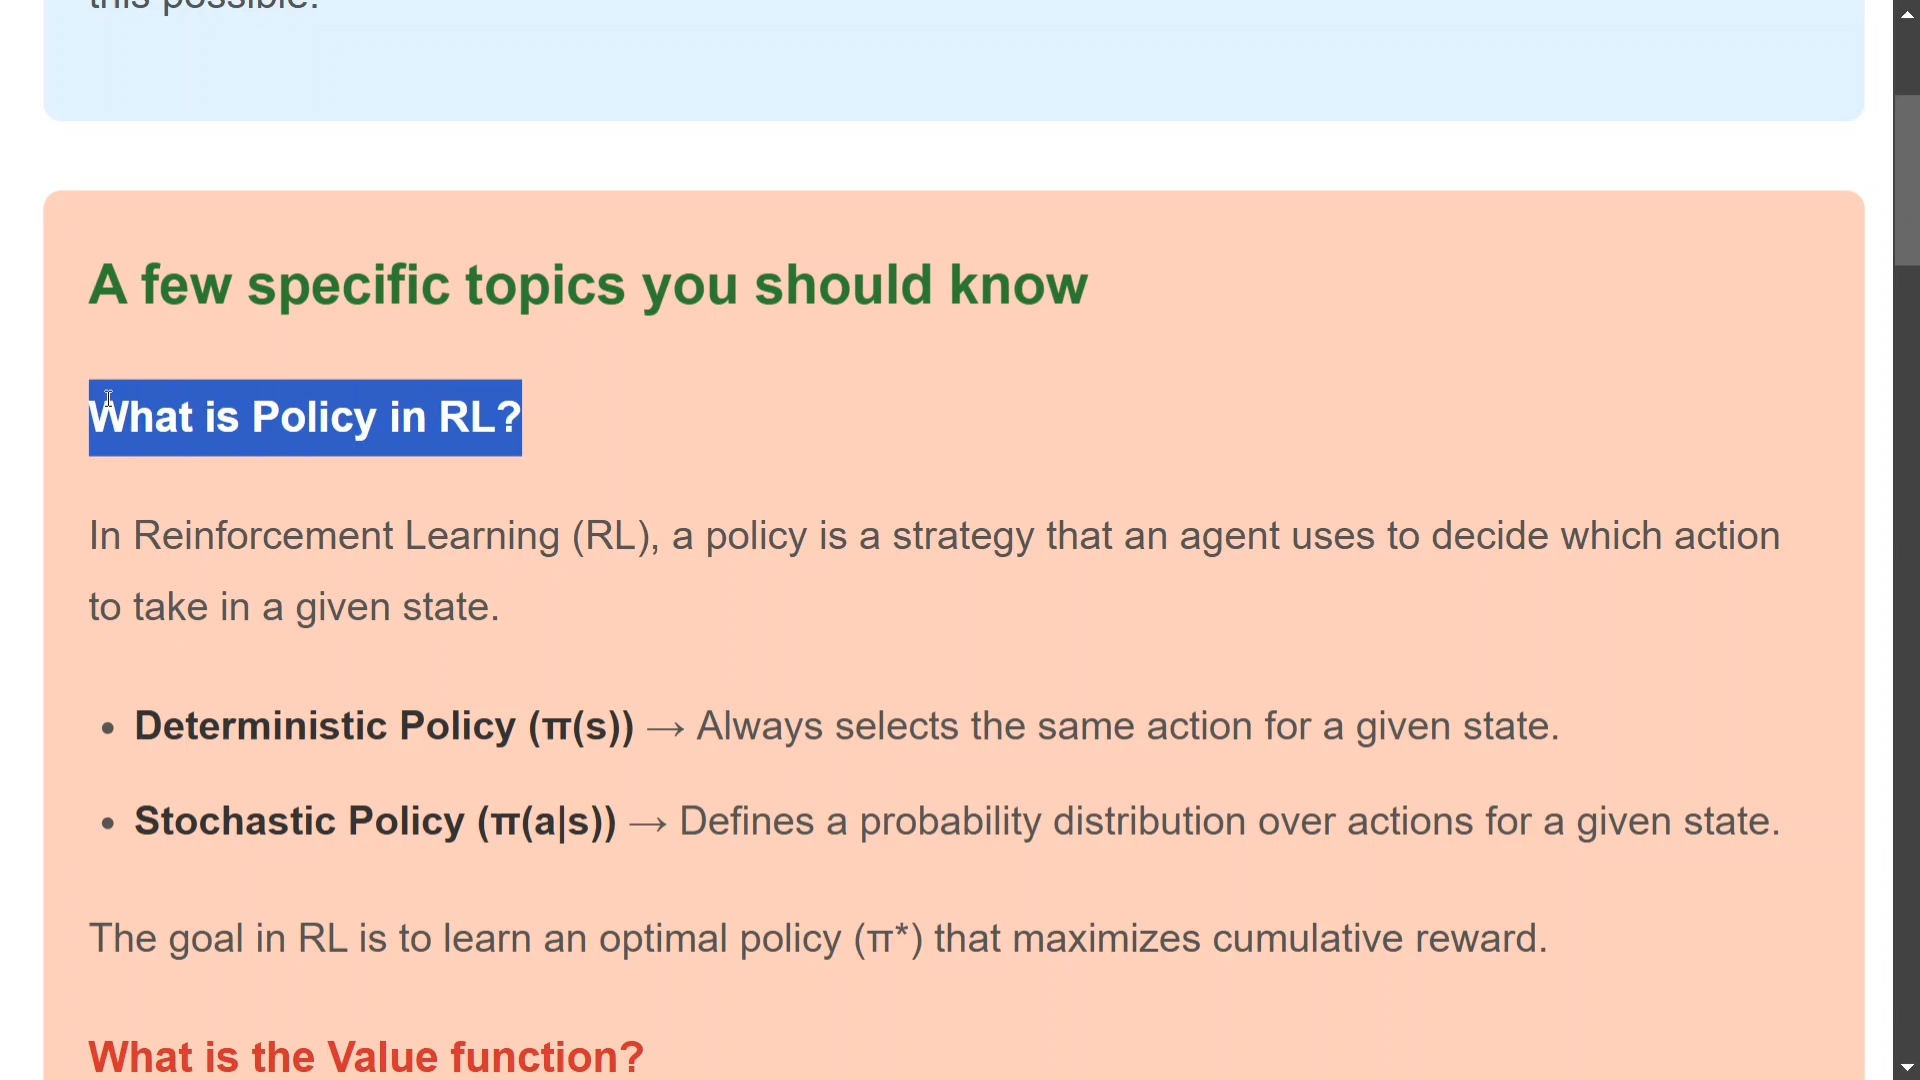 this possible.
A few specific topics you should know
What is Policy in RL?
In Reinforcement Learning (RL), a policy is a strategy that an agent uses to decide which action
to take in a given state.
• Deterministic Policy (π(s)) → Always selects the same action for a given state.
• Stochastic Policy (π(a|s)) → Defines a probability distribution over actions for a given state.
The goal in RL is to learn an optimal policy (π*) that maximizes cumulative reward.
What is the Value function?